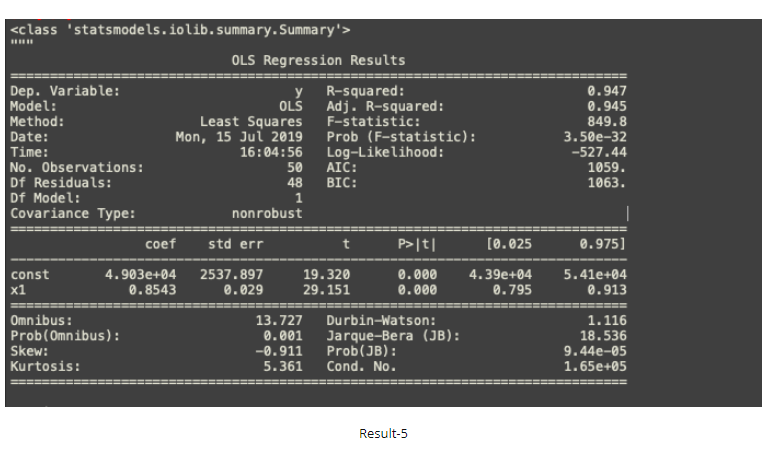 <class 'statsmodels.iolib.summary.Summary'>
"""
OLS Regression Results
Dep. Variable: y R-squared: 0.947
Model: OLS Adj. R-squared: 0.945
Method: Least Squares F-statistic: 849.8
Date: Mon, 15 Jul 2019 Prob (F-statistic): 3.50e-32
Time: 16:04:56 Log-Likelihood: -527.44
No. Observations: 50 AIC: 1059.
Df Residuals: 48 BIC: 1063.
Df Model: 1
Covariance Type: nonrobust
coef std err t P>|t| [0.025 0.975]
const 4.903e+04 2537.897 19.320 0.000 4.39e+04 5.41e+04
x1 0.8543 0.029 29.151 0.000 0.795 0.913
Omnibus: 13.727 Durbin-Watson: 1.116
Prob(Omnibus): 0.001 Jarque-Bera (JB): 18.536
Skew: -0.911 Prob(JB): 9.44e-05
Kurtosis: 5.361 Cond. No. 1.65e+05
Result-5